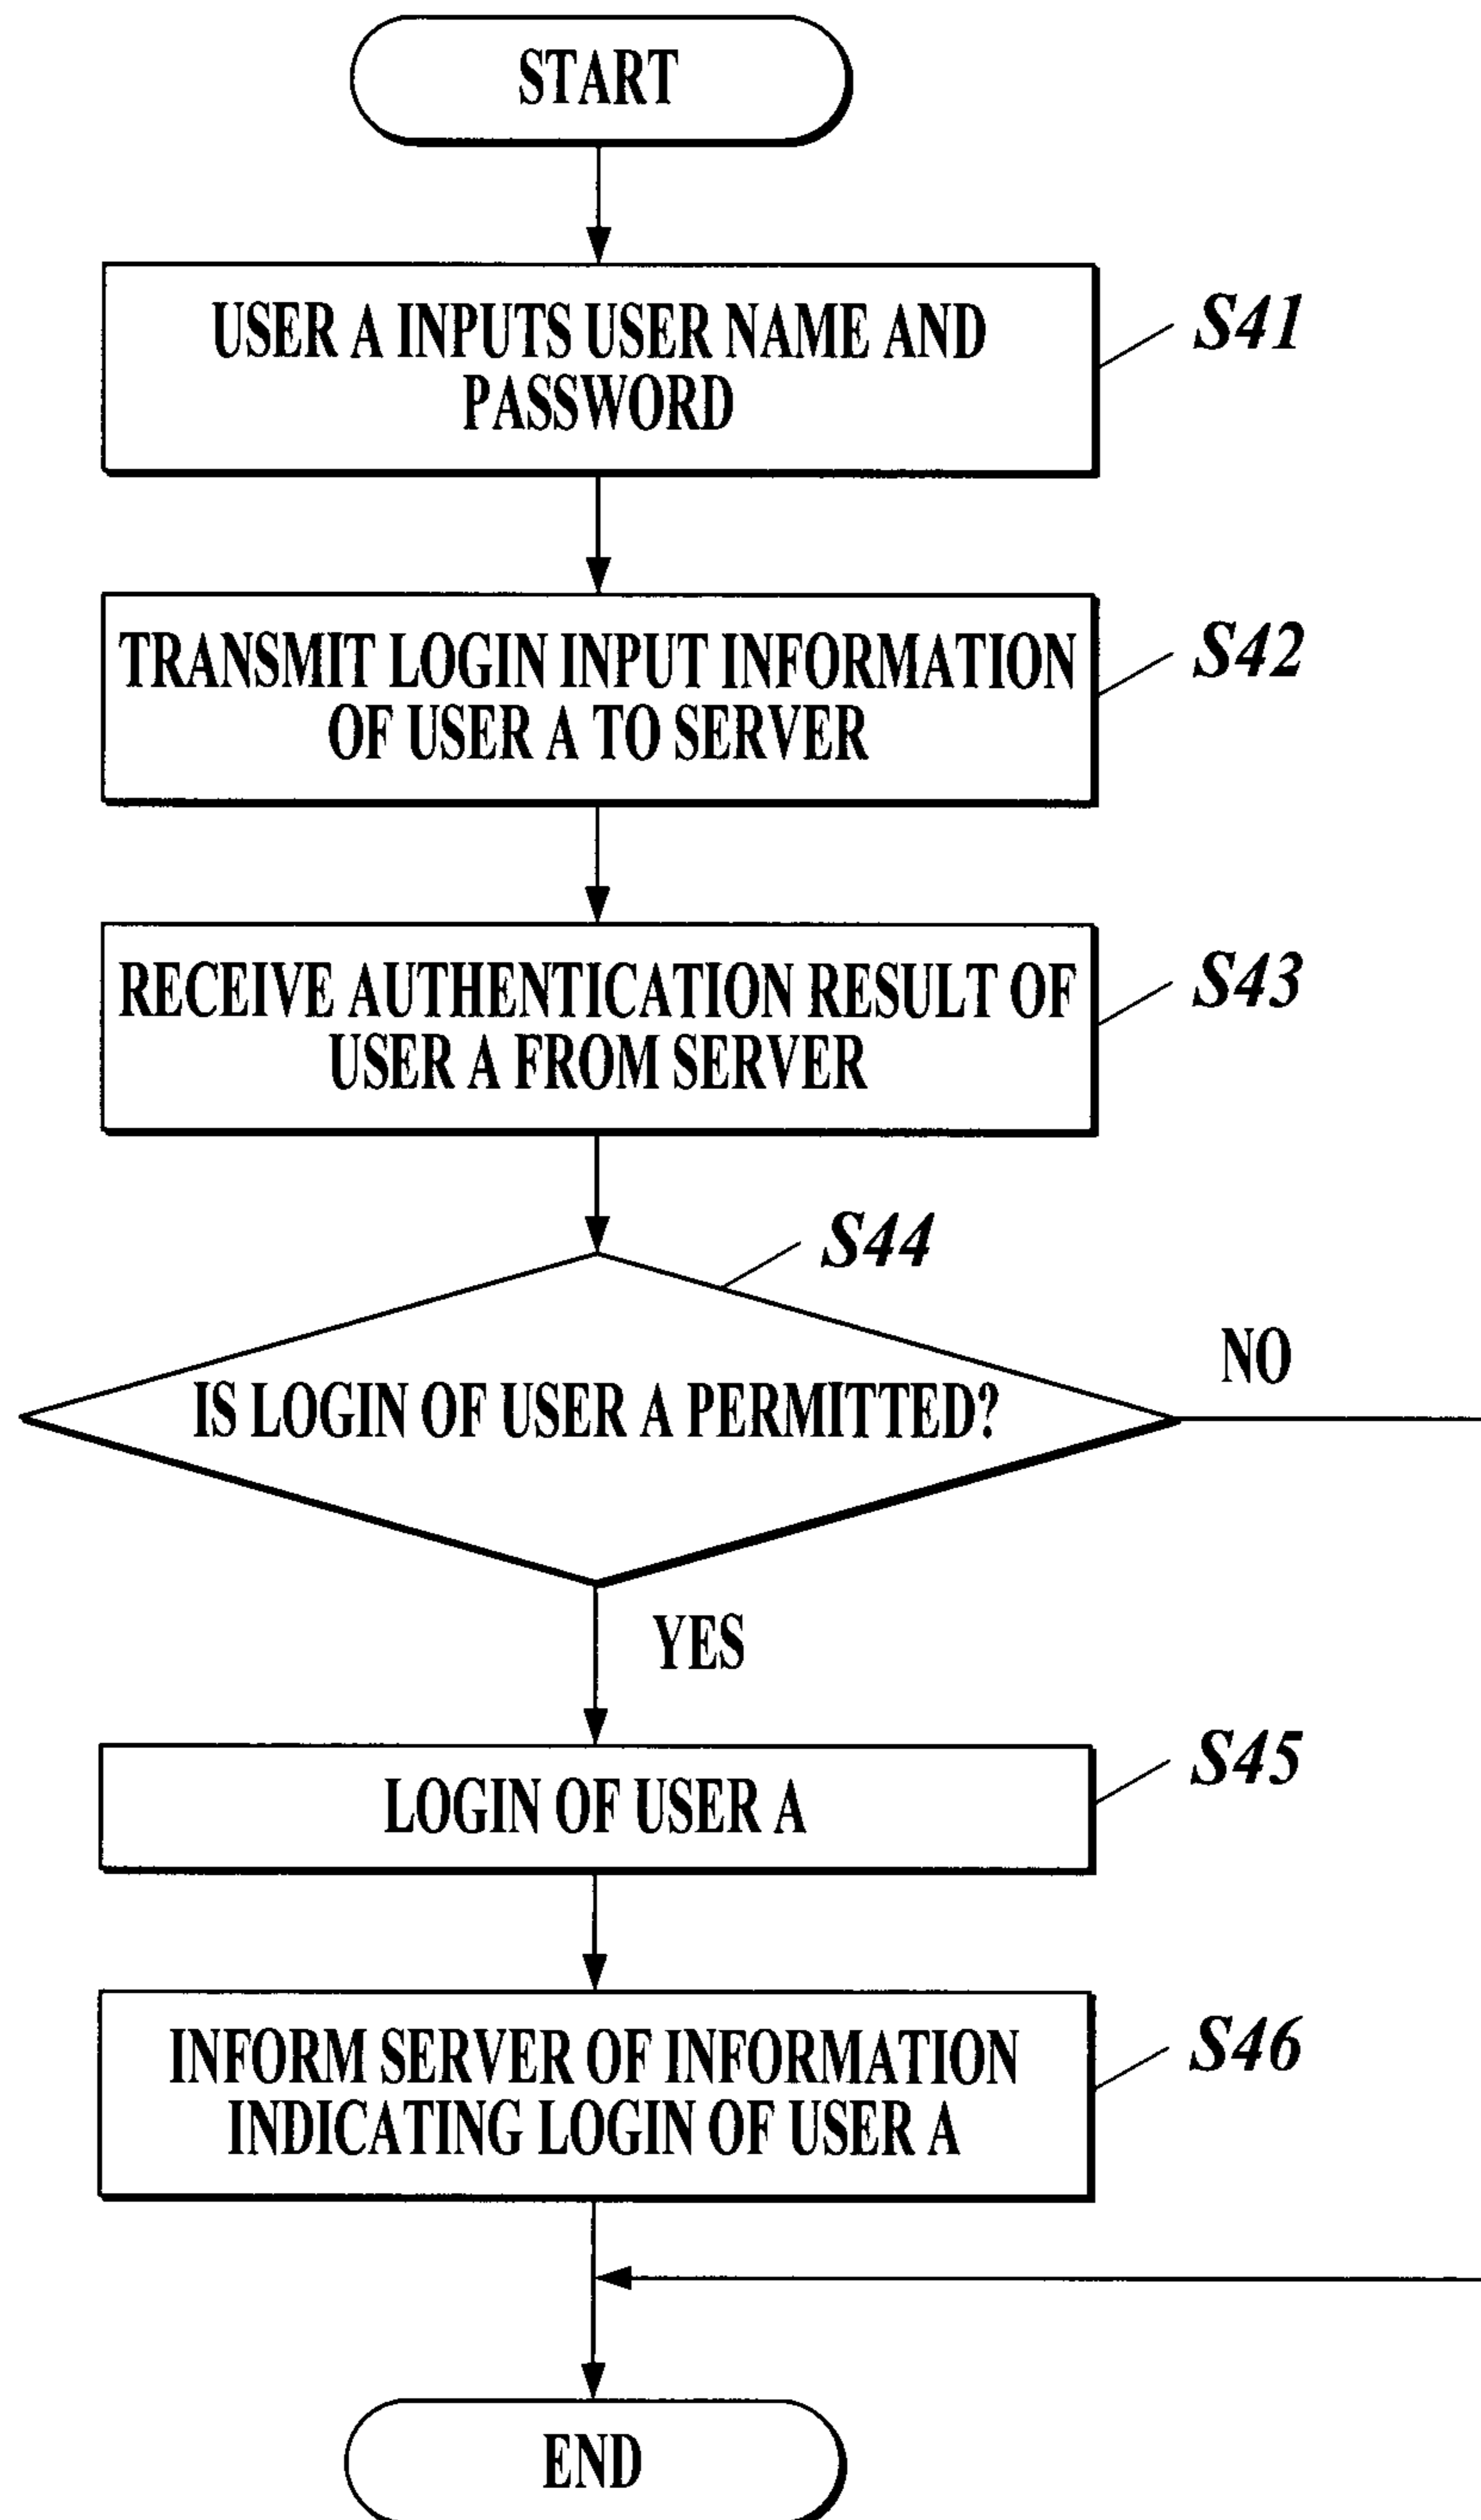 START
USER A INPUTS USER NAME AND
PASSWORD
S41
TRANSMIT LOGIN INPUT INFORMATION
OF USER A TO SERVER
S42
RECEIVE AUTHENTICATION RESULT OF
USER A FROM SERVER
S43
S44
IS LOGIN OF USER A PERMITTED?
NO
YES
LOGIN OF USER A
S45
INFORM SERVER OF INFORMATION
INDICATING LOGIN OF USER A
S46
END